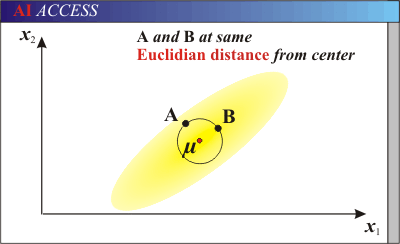 AI ACCESS
A and B at same
Euclidian distance from center
x2
A
B
μ
x1